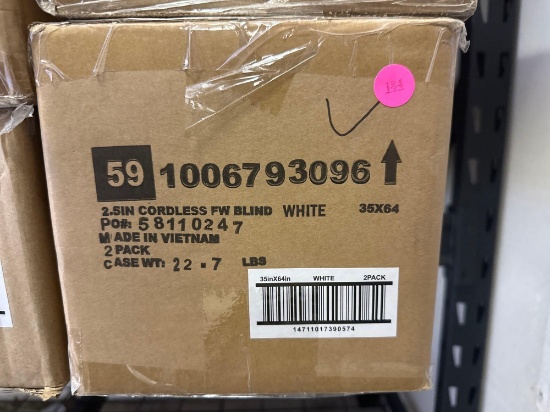 184
59 1006793096
2.5IN CORDLESS FW BLIND WHITE 35X64
PO#: 58110247
MADE IN VIETNAM
2 PACK
CASE WT: 22.7 LBS
35inX64in WHITE 2PACK
14711017390574